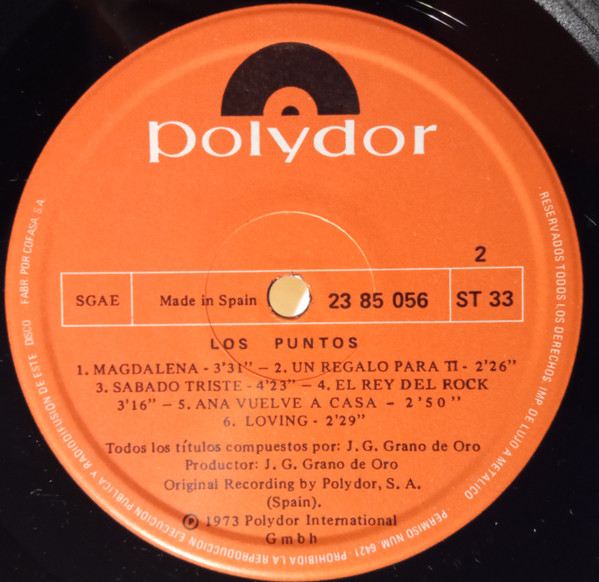 polydor
2
SGAE
Made in Spain
23 85 056
ST 33
LOS PUNTOS
1. MAGDALENA - 3'31" – 2. UN REGALO PARA TI - 2'26"
3. SABADO TRISTE - 4'23" – 4. EL REY DEL ROCK
3'16" – 5. ANA VUELVE A CASA – 2'50"
6. LOVING - 2'29"
Todos los títulos compuestos por: J. G. Grano de Oro
Productor: J. G. Grano de Oro
Original Recording by Polydor, S. A.
(Spain).
℗ 1973 Polydor International
Gmbh
· RESERVADOS TODOS LOS DERECHOS. IMP. DE LUJO A METALICO · PERMISO NUM 6421 · PROHIBIDA LA REPRODUCCION EJECUCION PUBLICA Y RADIODIFUSION DE ESTE DISCO FABR. POR COFASA, S.A.